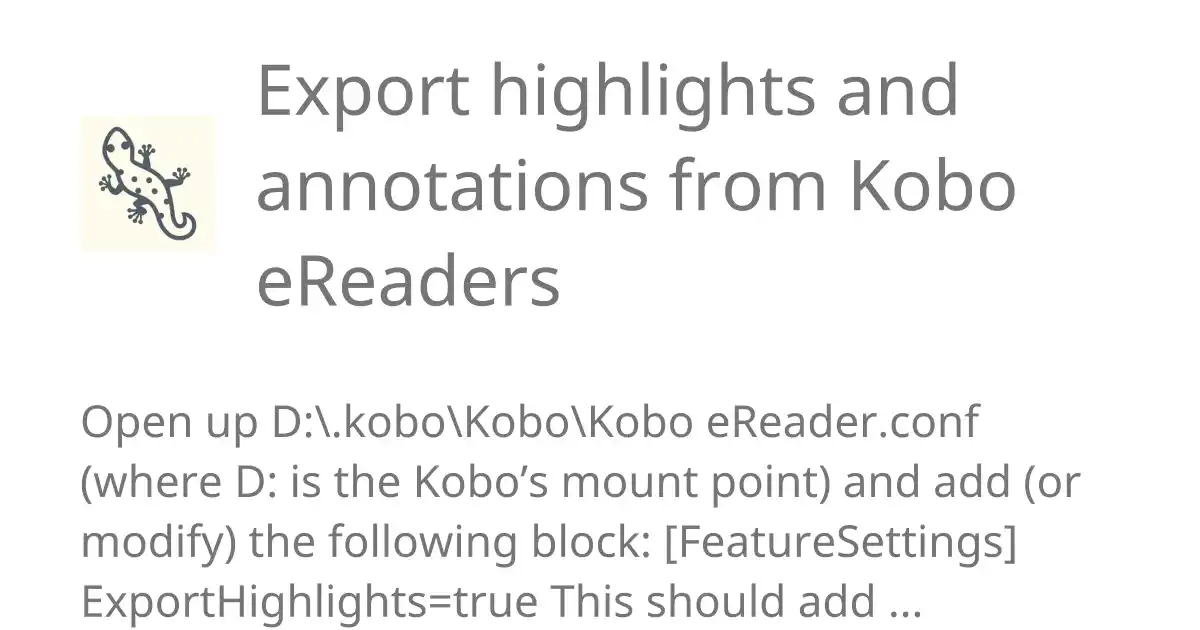 Export highlights and
annotations from Kobo
eReaders
Open up D:\.kobo\Kobo\Kobo eReader.conf
(where D: is the Kobo’s mount point) and add (or
modify) the following block: [FeatureSettings]
ExportHighlights=true This should add ...